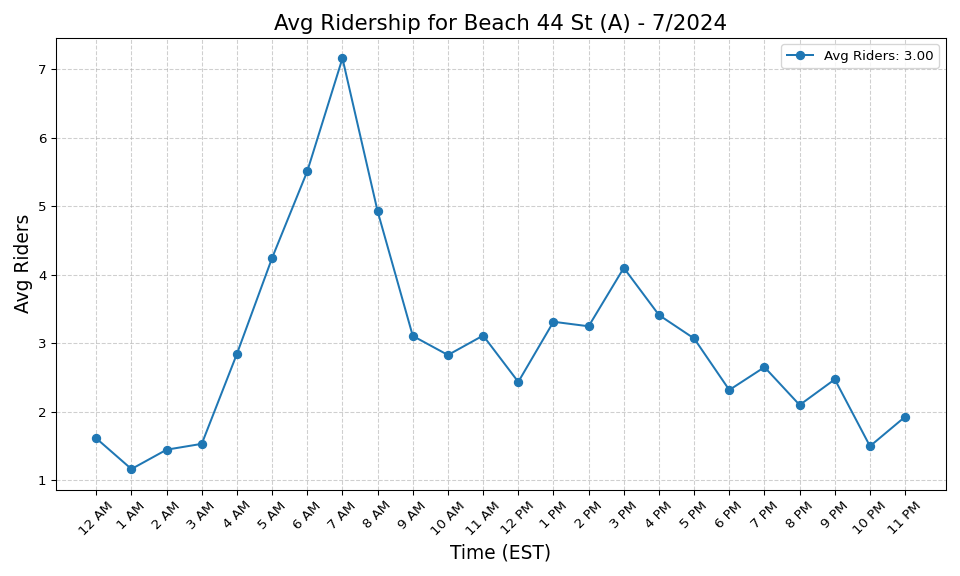 Avg Ridership for Beach 44 St (A) - 7/2024
Avg Riders: 3.00
Avg Riders
7
6
5
4
3
2
1
12 AM
1 AM
2 AM
3 AM
4 AM
5 AM
6 AM
7 AM
8 AM
9 AM
10 AM
11 AM
12 PM
1 PM
2 PM
3 PM
4 PM
5 PM
6 PM
7 PM
8 PM
9 PM
10 PM
11 PM
Time (EST)